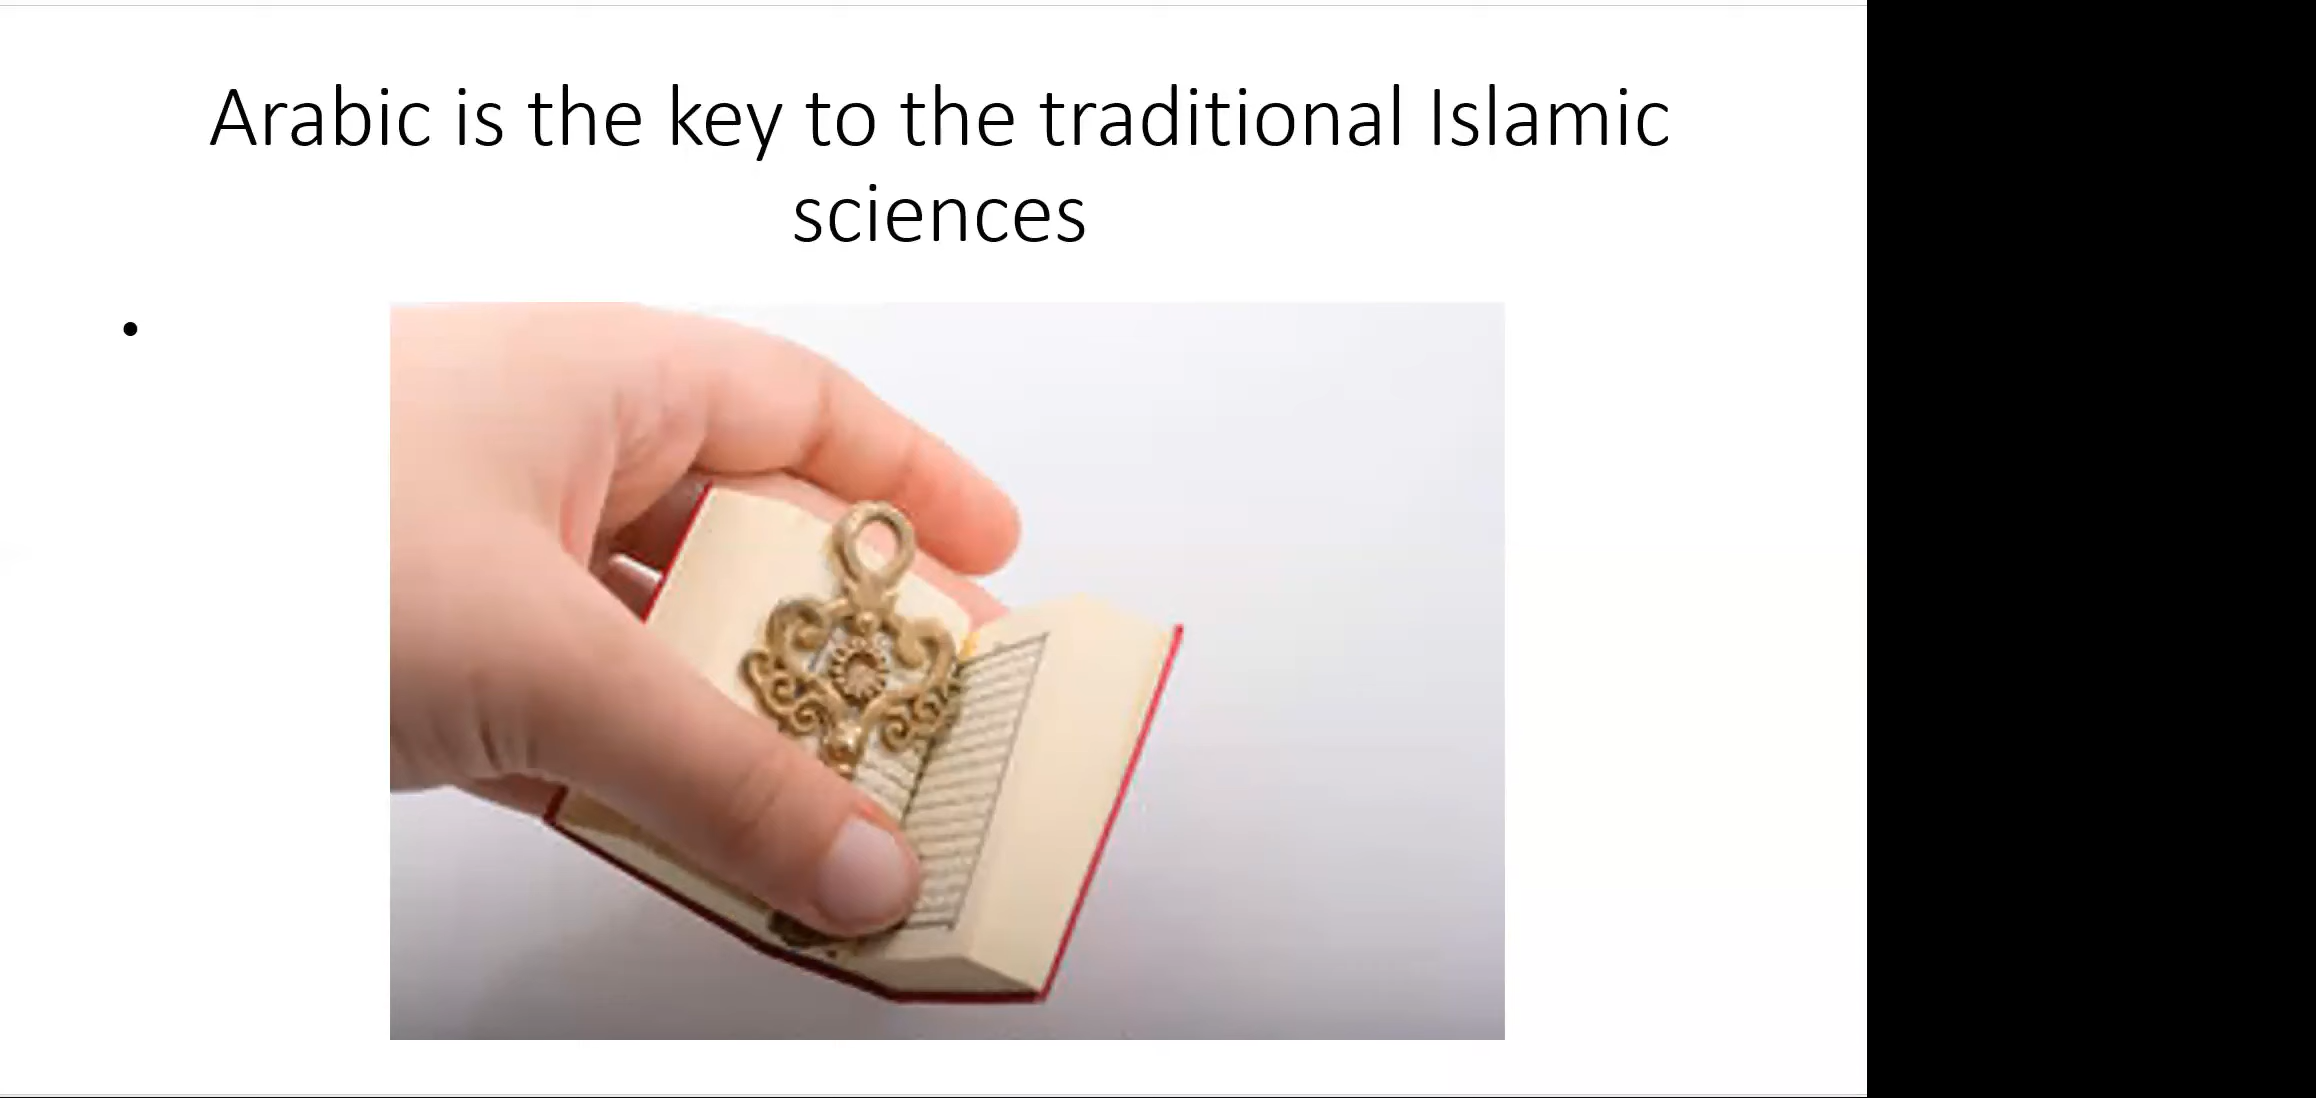 Arabic is the key to the traditional Islamic
sciences
•